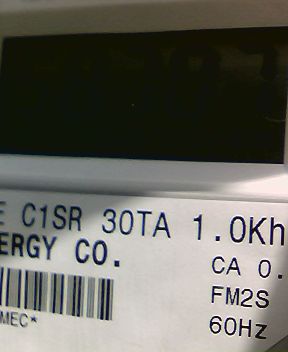 E C1SR 30TA 1.0Kh
ERGY CO.
CA 0.
FM2S
MEC*
60Hz